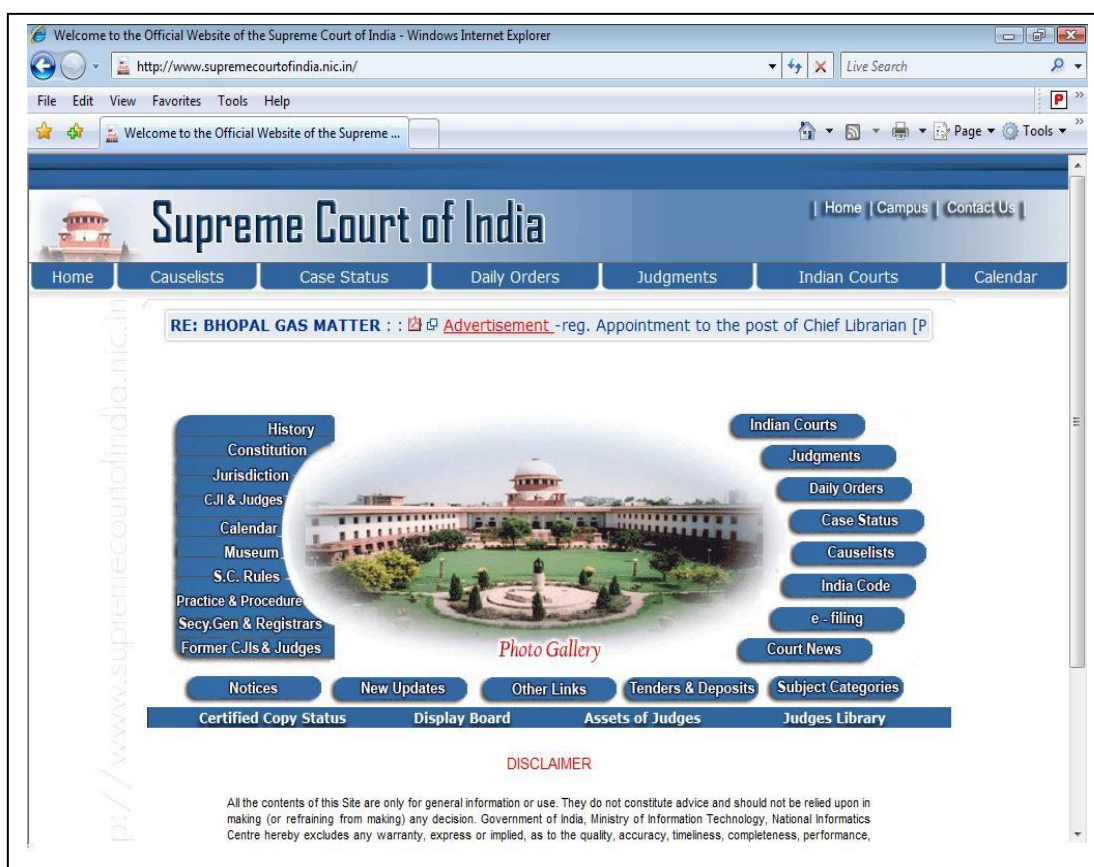 Welcome to the Official Website of the Supreme Court of India - Windows Internet Explorer
http://www.supremecourtofindia.nic.in/
Live Search
File Edit View Favorites Tools Help
P
Welcome to the Official Website of the Supreme ...
Page Tools
Supreme Court of India
| Home | Campus | Contact Us |
Home Causelists Case Status Daily Orders Judgments Indian Courts Calendar
RE: BHOPAL GAS MATTER : : Advertisement -reg. Appointment to the post of Chief Librarian [P
p://www.supremecourtofindia.nic.in
History
Constitution
Jurisdiction
CJI & Judges
Calendar
Museum
S.C. Rules
Practice & Procedure
Secy.Gen & Registrars
Former CJIs & Judges
Indian Courts
Judgments
Daily Orders
Case Status
Causelists
India Code
e - filing
Court News
Photo Gallery
Notices New Updates Other Links Tenders & Deposits Subject Categories
Certified Copy Status Display Board Assets of Judges Judges Library
DISCLAIMER
All the contents of this Site are only for general information or use. They do not constitute advice and should not be relied upon in
making (or refraining from making) any decision. Government of India, Ministry of Information Technology, National Informatics
Centre hereby excludes any warranty, express or implied, as to the quality, accuracy, timeliness, completeness, performance,